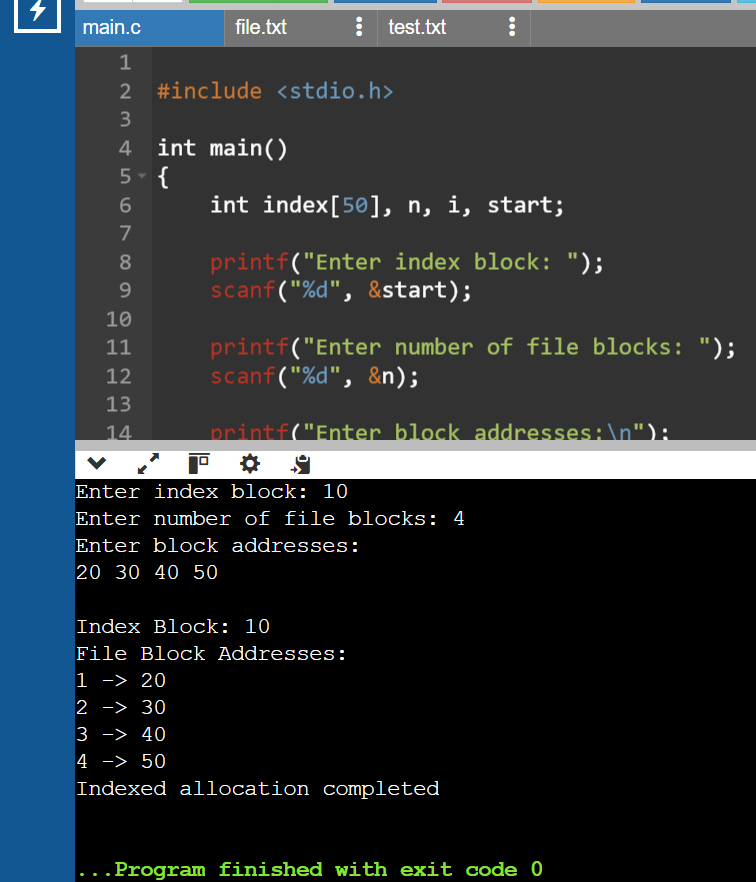 main.c file.txt test.txt
1
2 #include <stdio.h>
3
4 int main()
5 {
6 int index[50], n, i, start;
7
8 printf("Enter index block: ");
9 scanf("%d", &start);
10
11 printf("Enter number of file blocks: ");
12 scanf("%d", &n);
13
14 printf("Enter block addresses:\n");
Enter index block: 10
Enter number of file blocks: 4
Enter block addresses:
20 30 40 50
Index Block: 10
File Block Addresses:
1 -> 20
2 -> 30
3 -> 40
4 -> 50
Indexed allocation completed
...Program finished with exit code 0